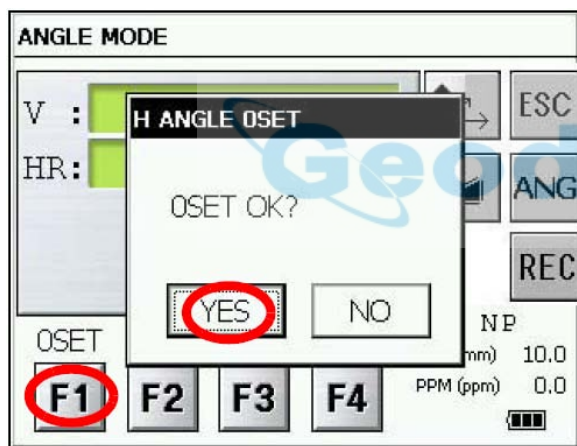 ANGLE MODE
V :
H ANGLE 0SET
ESC
HR:
0SET OK?
ANG
REC
YES
NO
0SET
NP
mm) 10.0
F1 F2 F3 F4
PPM (ppm) 0.0
Geod